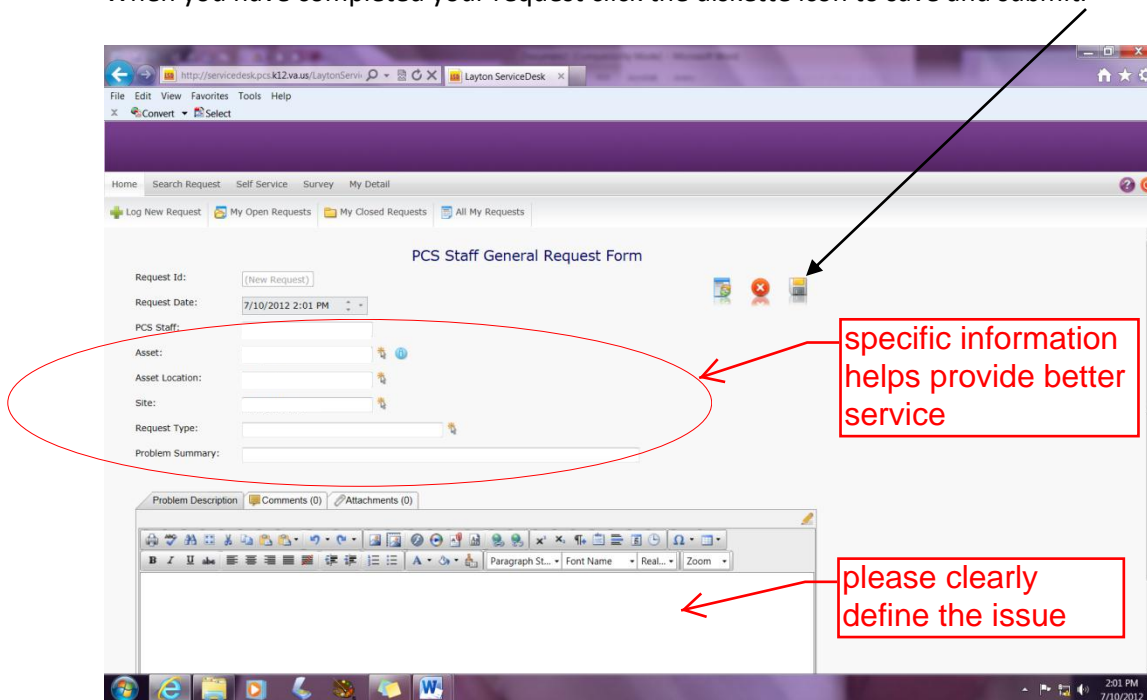 When you have completed your request click the diskette icon to save and submit.
http://servicedesk.pcs.k12.va.us/LaytonServi
Layton ServiceDesk
File Edit View Favorites Tools Help
x Convert Select
Home Search Request Self Service Survey My Detail
Log New Request My Open Requests My Closed Requests All My Requests
PCS Staff General Request Form
Request Id: (New Request)
Request Date: 7/10/2012 2:01 PM
PCS Staff:
Asset:
Asset Location:
Site:
Request Type:
Problem Summary:
specific information
helps provide better
service
Problem Description Comments (0) Attachments (0)
B I U abc A Paragraph St... Font Name Real... Zoom
please clearly
define the issue
2:01 PM
7/10/2012